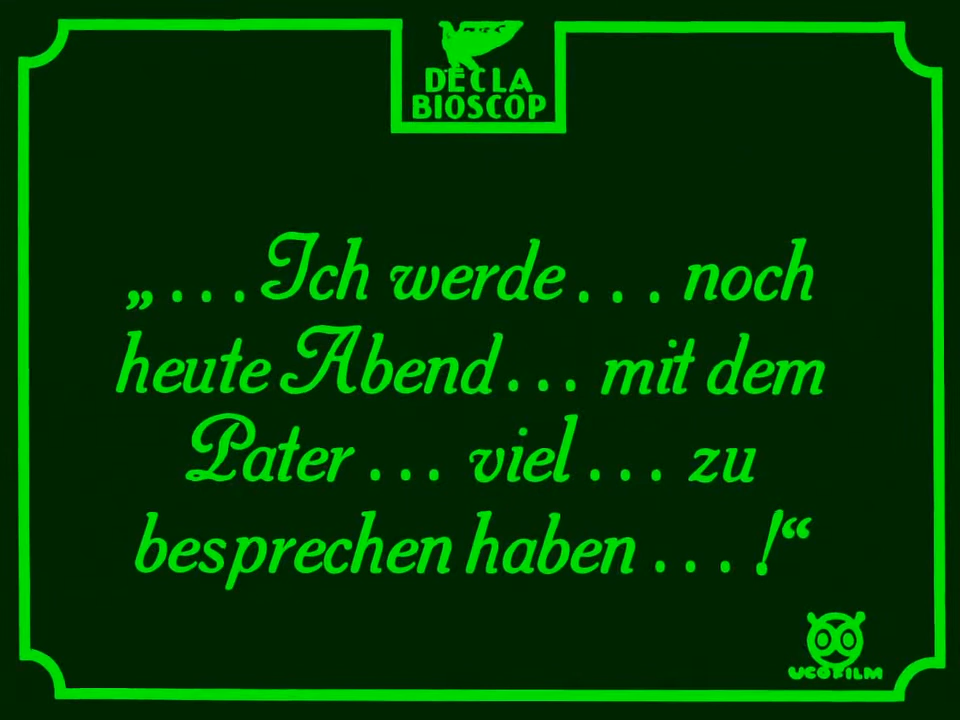 DECLA
BIOSCOP
„...Ich werde... noch
heute Abend... mit dem
Pater... viel... zu
besprechen haben...!“
UCOFILM